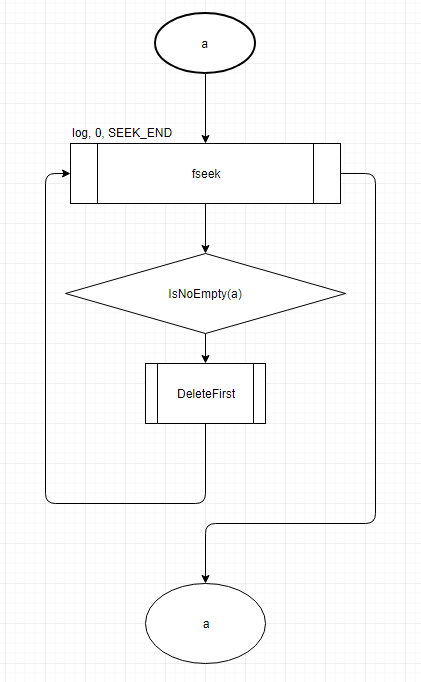 a
log, 0, SEEK_END
fseek
IsNoEmpty(a)
DeleteFirst
a